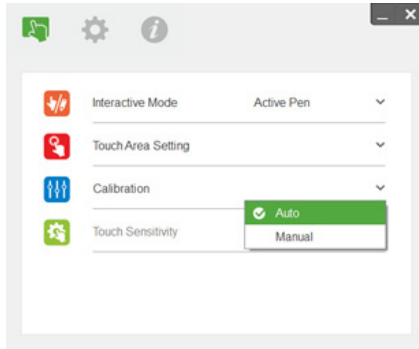 Interactive Mode Active Pen
Touch Area Setting
Calibration
Auto
Manual
Touch Sensitivity